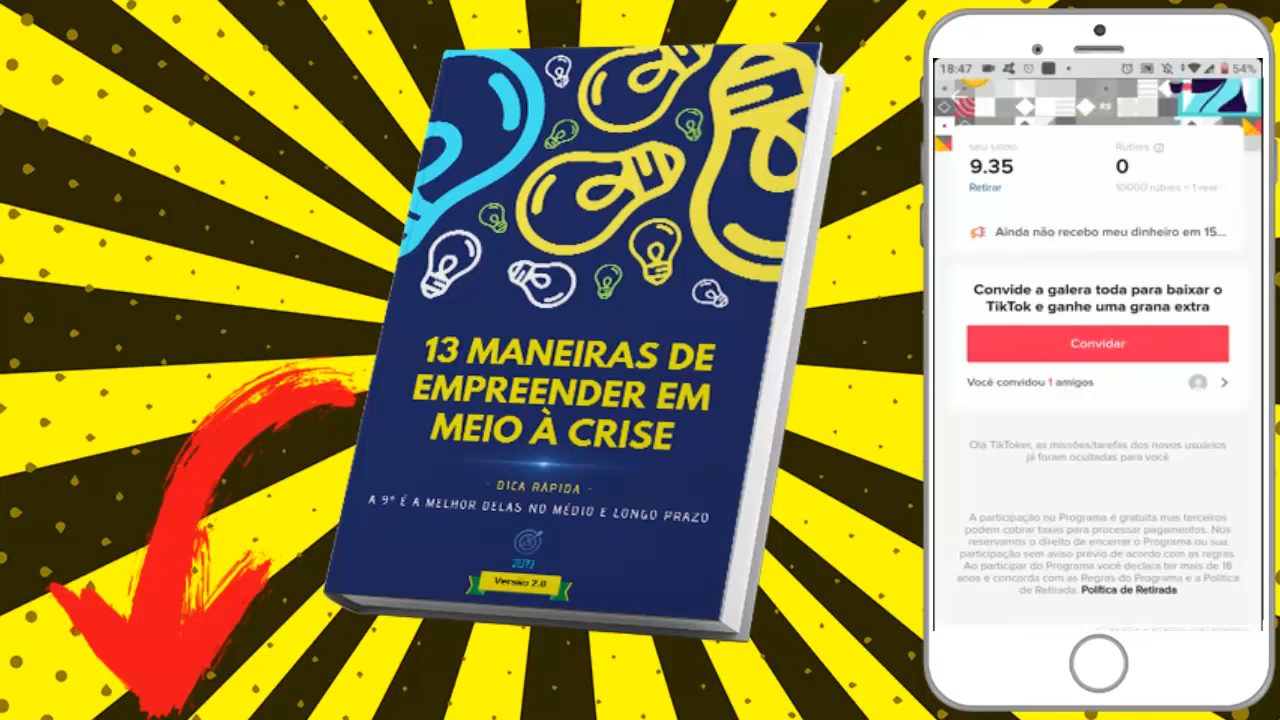 13 MANEIRAS DE
EMPREENDER EM
MEIO À CRISE
- DICA RÁPIDA -
A 9ª É A MELHOR DELAS NO MÉDIO E LONGO PRAZO
2019
Versão 2.0
18:47
54%
seu saldo
Rubies
9.35
0
Retirar
10000 rubies = 1 real
Ainda não recebo meu dinheiro em 15...
Convide a galera toda para baixar o
TikTok e ganhe uma grana extra
Convidar
Você convidou 1 amigos
Olá TikToker, as missões/tarefas dos novos usuários
já foram ocultadas para você
A participação no Programa é gratuita mas terceiros
podem cobrar taxas para processar pagamentos. Nos
reservamos o direito de encerrar o Programa ou sua
participação sem aviso prévio de acordo com as regras.
Ao participar do Programa você declara ter mais de 18
anos e concorda com as Regras do Programa e a Política
de Retirada. Política de Retirada